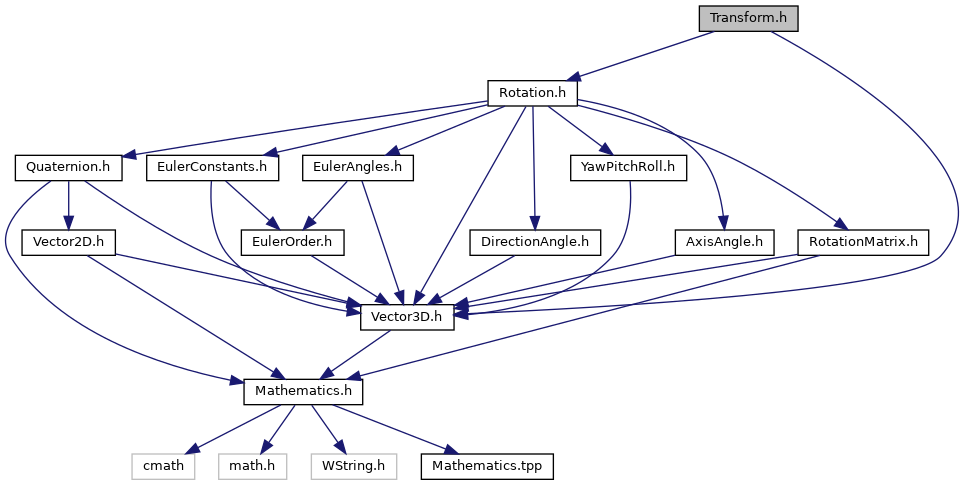 Transform.h
Rotation.h
Quaternion.h
EulerConstants.h
EulerAngles.h
YawPitchRoll.h
Vector2D.h
EulerOrder.h
DirectionAngle.h
AxisAngle.h
RotationMatrix.h
Vector3D.h
Mathematics.h
cmath
math.h
WString.h
Mathematics.tpp